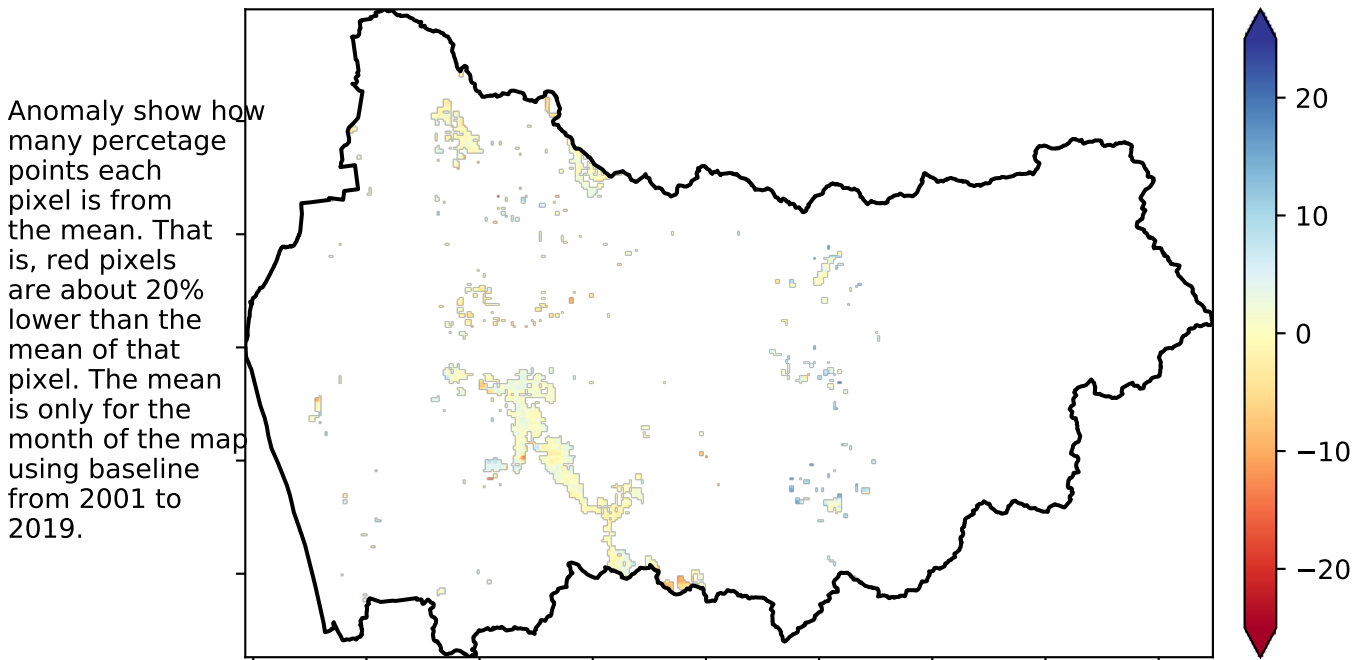 Anomaly show how
many percetage
points each
pixel is from
the mean. That
is, red pixels
are about 20%
lower than the
mean of that
pixel. The mean
is only for the
month of the map
using baseline
from 2001 to
2019.
20
10
0
−10
−20